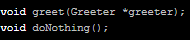 void greet(Greeter *greeter);
void doNothing();